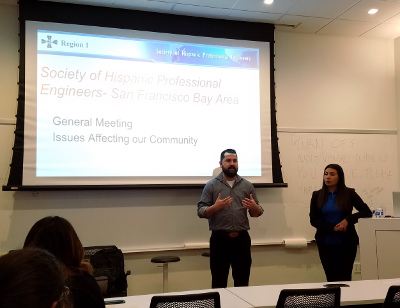 Region 1
Society of Hispanic Professional Engineers
Society of Hispanic Professional
Engineers- San Francisco Bay Area
General Meeting
Issues Affecting our Community